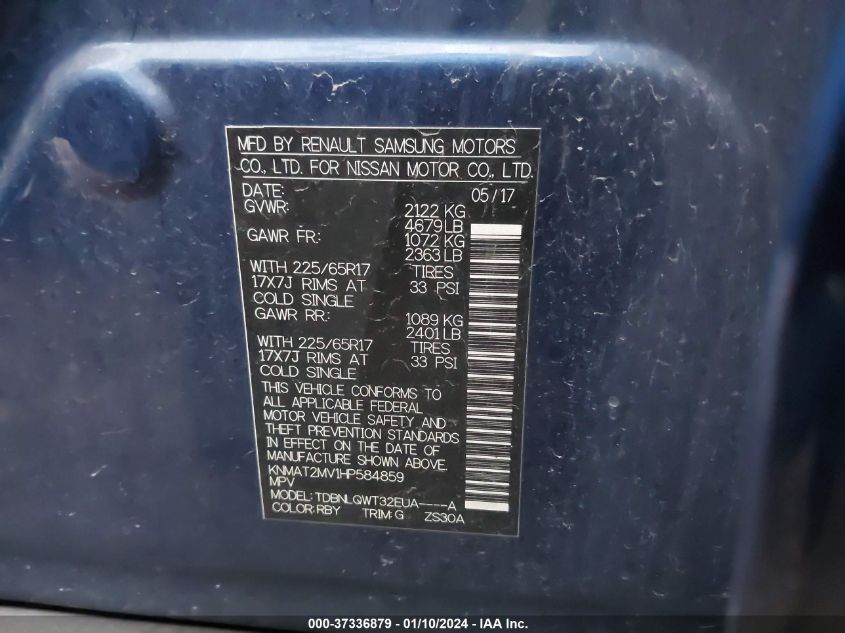 MFD BY RENAULT SAMSUNG MOTORS
CO., LTD. FOR NISSAN MOTOR CO., LTD.
DATE: 05/17
GVWR: 2122 KG
4679 LB
GAWR FR: 1072 KG
2363 LB
WITH 225/65R17 TIRES
17X7J RIMS AT 33 PSI
COLD SINGLE
GAWR RR: 1089 KG
2401 LB
WITH 225/65R17 TIRES
17X7J RIMS AT 33 PSI
COLD SINGLE
THIS VEHICLE CONFORMS TO
ALL APPLICABLE FEDERAL
MOTOR VEHICLE SAFETY AND
THEFT PREVENTION STANDARDS
IN EFFECT ON THE DATE OF
MANUFACTURE SHOWN ABOVE.
KNMAT2MV1HP584859
MPV
MODEL: TDBNLQWT32EUA----A
COLOR: RBY TRIM: G ZS30A
000-37336879 - 01/10/2024 - IAA Inc.